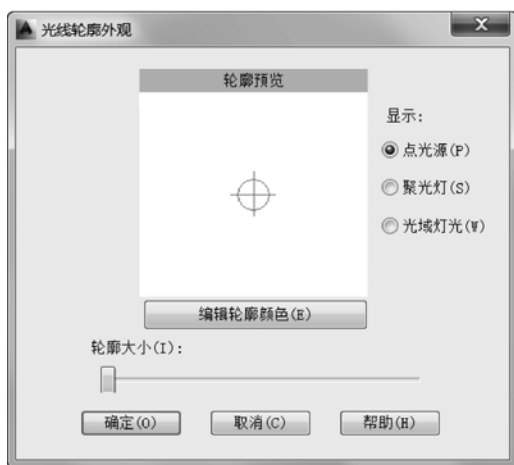 光线轮廓外观
轮廓预览
显示:
点光源(P)
聚光灯(S)
光域灯光(W)
编辑轮廓颜色(E)
轮廓大小(I):
确定(O)
取消(C)
帮助(H)